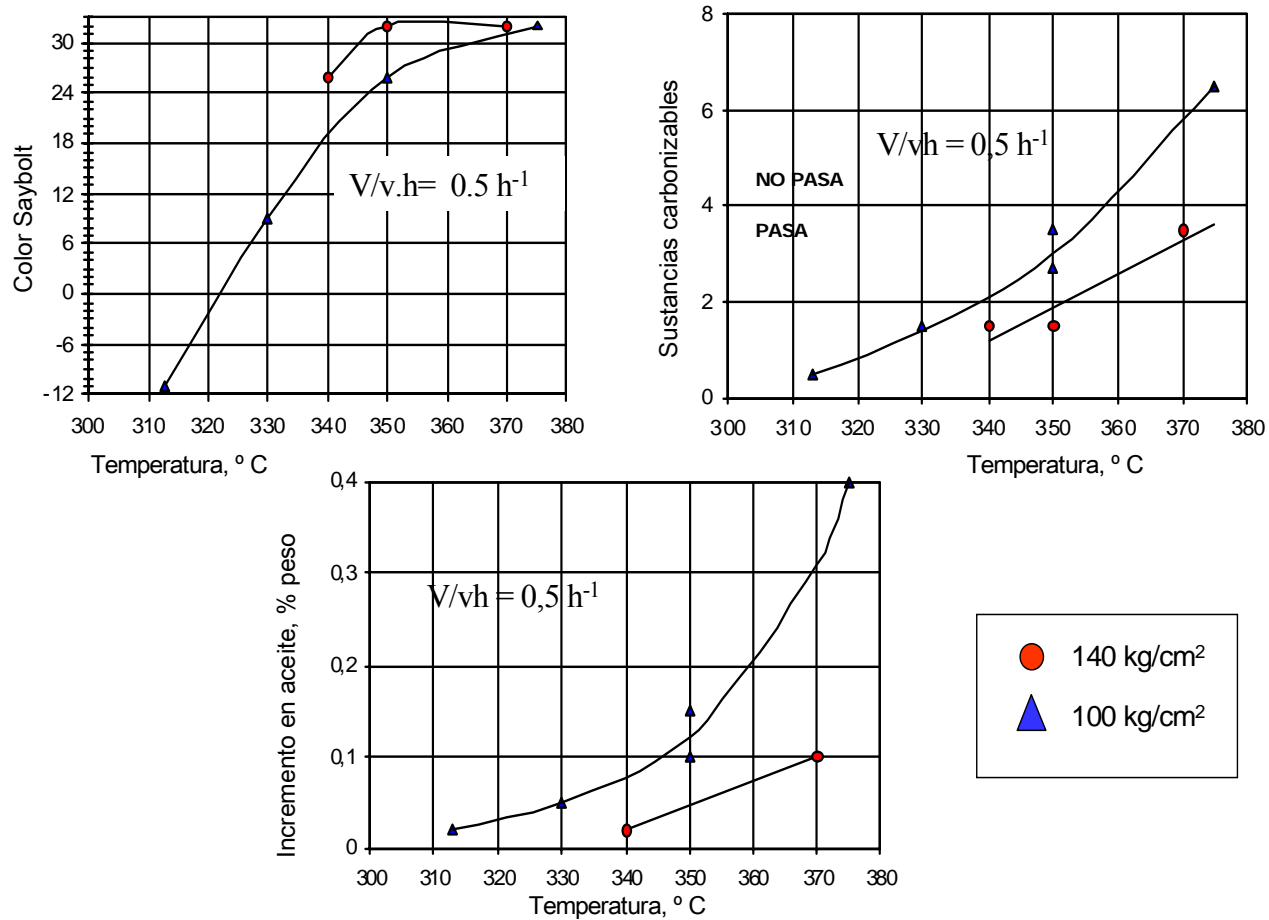 Color Saybolt
30
24
18
12
6
0
-6
-12
V/v.h= 0.5 h⁻¹
300 310 320 330 340 350 360 370 380
Temperatura, º C
Sustancias carbonizables
8
6
4
2
0
V/vh = 0,5 h⁻¹
NO PASA
PASA
300 310 320 330 340 350 360 370 380
Temperatura, º C
Incremento en aceite, % peso
0,4
0,3
0,2
0,1
0
V/vh = 0,5 h⁻¹
300 310 320 330 340 350 360 370 380
Temperatura, º C
140 kg/cm²
100 kg/cm²